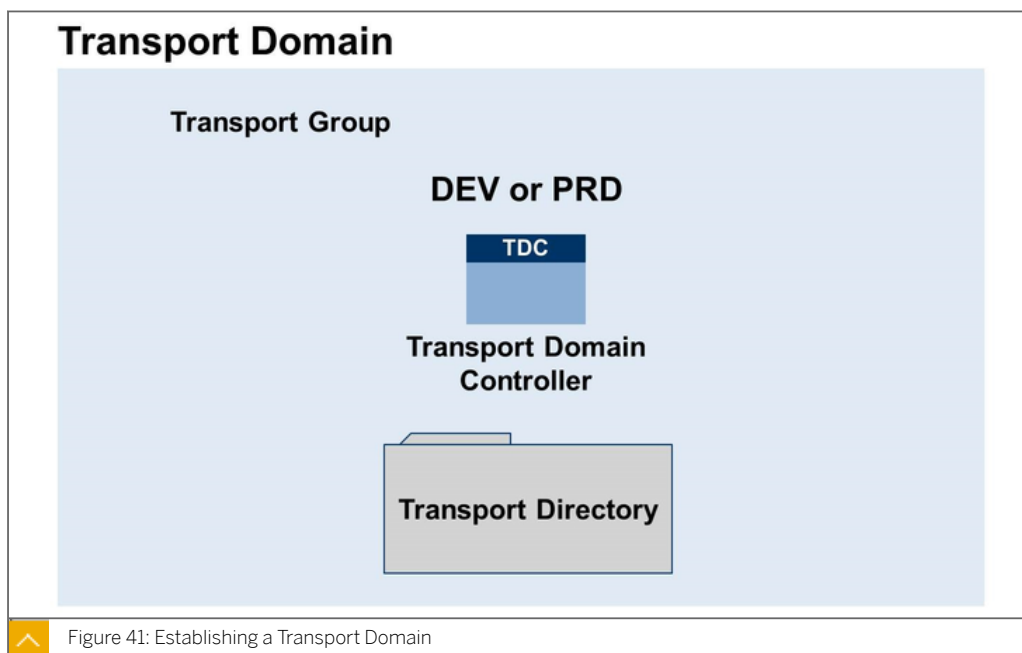 Transport Domain
Transport Group
DEV or PRD
TDC
Transport Domain
Controller
Transport Directory
Figure 41: Establishing a Transport Domain